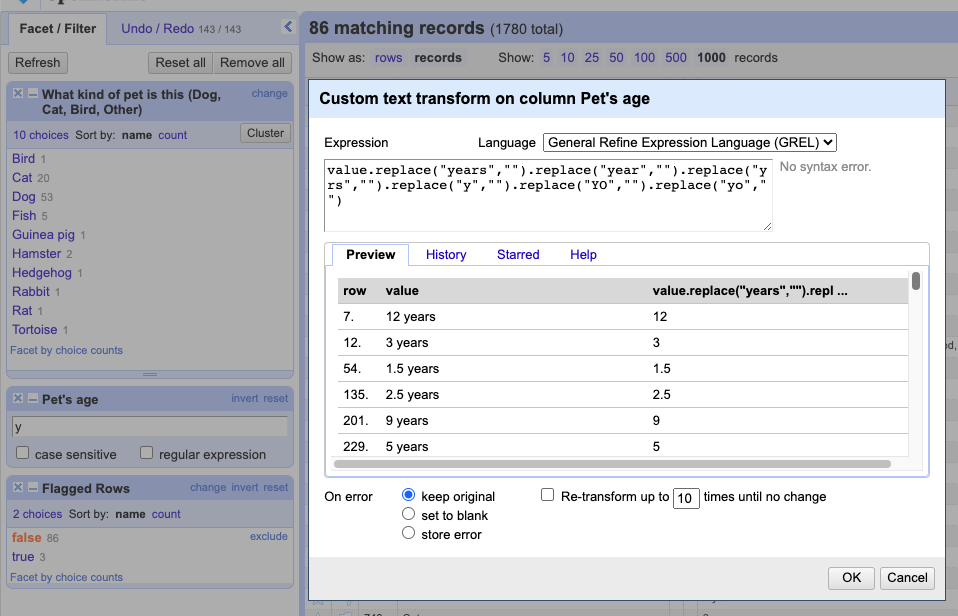 Facet / Filter
Undo / Redo 143 / 143
Refresh
Reset all
Remove all
What kind of pet is this (Dog,
Cat, Bird, Other)
change
10 choices Sort by: name count
Cluster
Bird 1
Cat 20
Dog 53
Fish 5
Guinea pig 1
Hamster 2
Hedgehog 1
Rabbit 1
Rat 1
Tortoise 1
Facet by choice counts
Pet's age
invert reset
y
case sensitive
regular expression
Flagged Rows
change invert reset
2 choices Sort by: name count
false 86
exclude
true 3
Facet by choice counts
86 matching records (1780 total)
Show as: rows records
Show: 5 10 25 50 100 500 1000 records
Custom text transform on column Pet's age
Expression
Language
General Refine Expression Language (GREL)
value.replace("years","").replace("year","").replace("y
rs","").replace("y","").replace("YO","").replace("yo","
")
No syntax error.
Preview
History
Starred
Help
row value value.replace("years","").repl ...
7. 12 years 12
12. 3 years 3
54. 1.5 years 1.5
135. 2.5 years 2.5
201. 9 years 9
229. 5 years 5
On error
keep original
set to blank
store error
Re-transform up to 10 times until no change
OK
Cancel